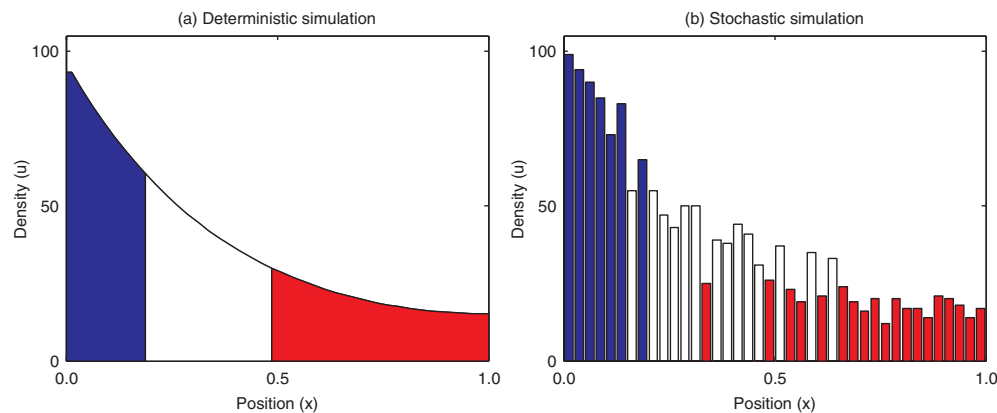 (a) Deterministic simulation
100
50
0
Density (u)
0.0
0.5
1.0
Position (x)
(b) Stochastic simulation
100
50
0
Density (u)
0.0
0.5
1.0
Position (x)